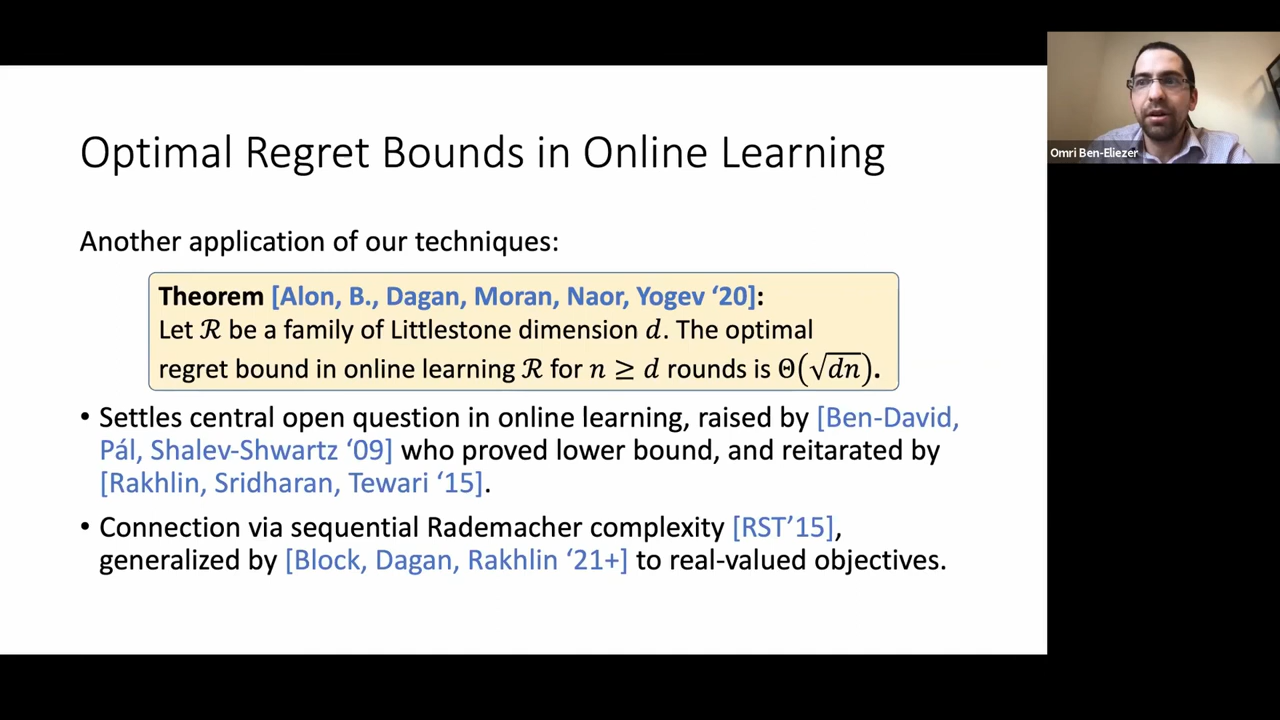 Optimal Regret Bounds in Online Learning
Omri Ben-Eliezer
Another application of our techniques:
Theorem [Alon, B., Dagan, Moran, Naor, Yogev ‘20]:
Let ℛ be a family of Littlestone dimension 𝑑. The optimal
regret bound in online learning ℛ for 𝑛 ≥ 𝑑 rounds is Θ(√𝑑𝑛).
• Settles central open question in online learning, raised by [Ben-David,
Pál, Shalev-Shwartz ‘09] who proved lower bound, and reitarated by
[Rakhlin, Sridharan, Tewari ‘15].
• Connection via sequential Rademacher complexity [RST’15],
generalized by [Block, Dagan, Rakhlin ‘21+] to real-valued objectives.